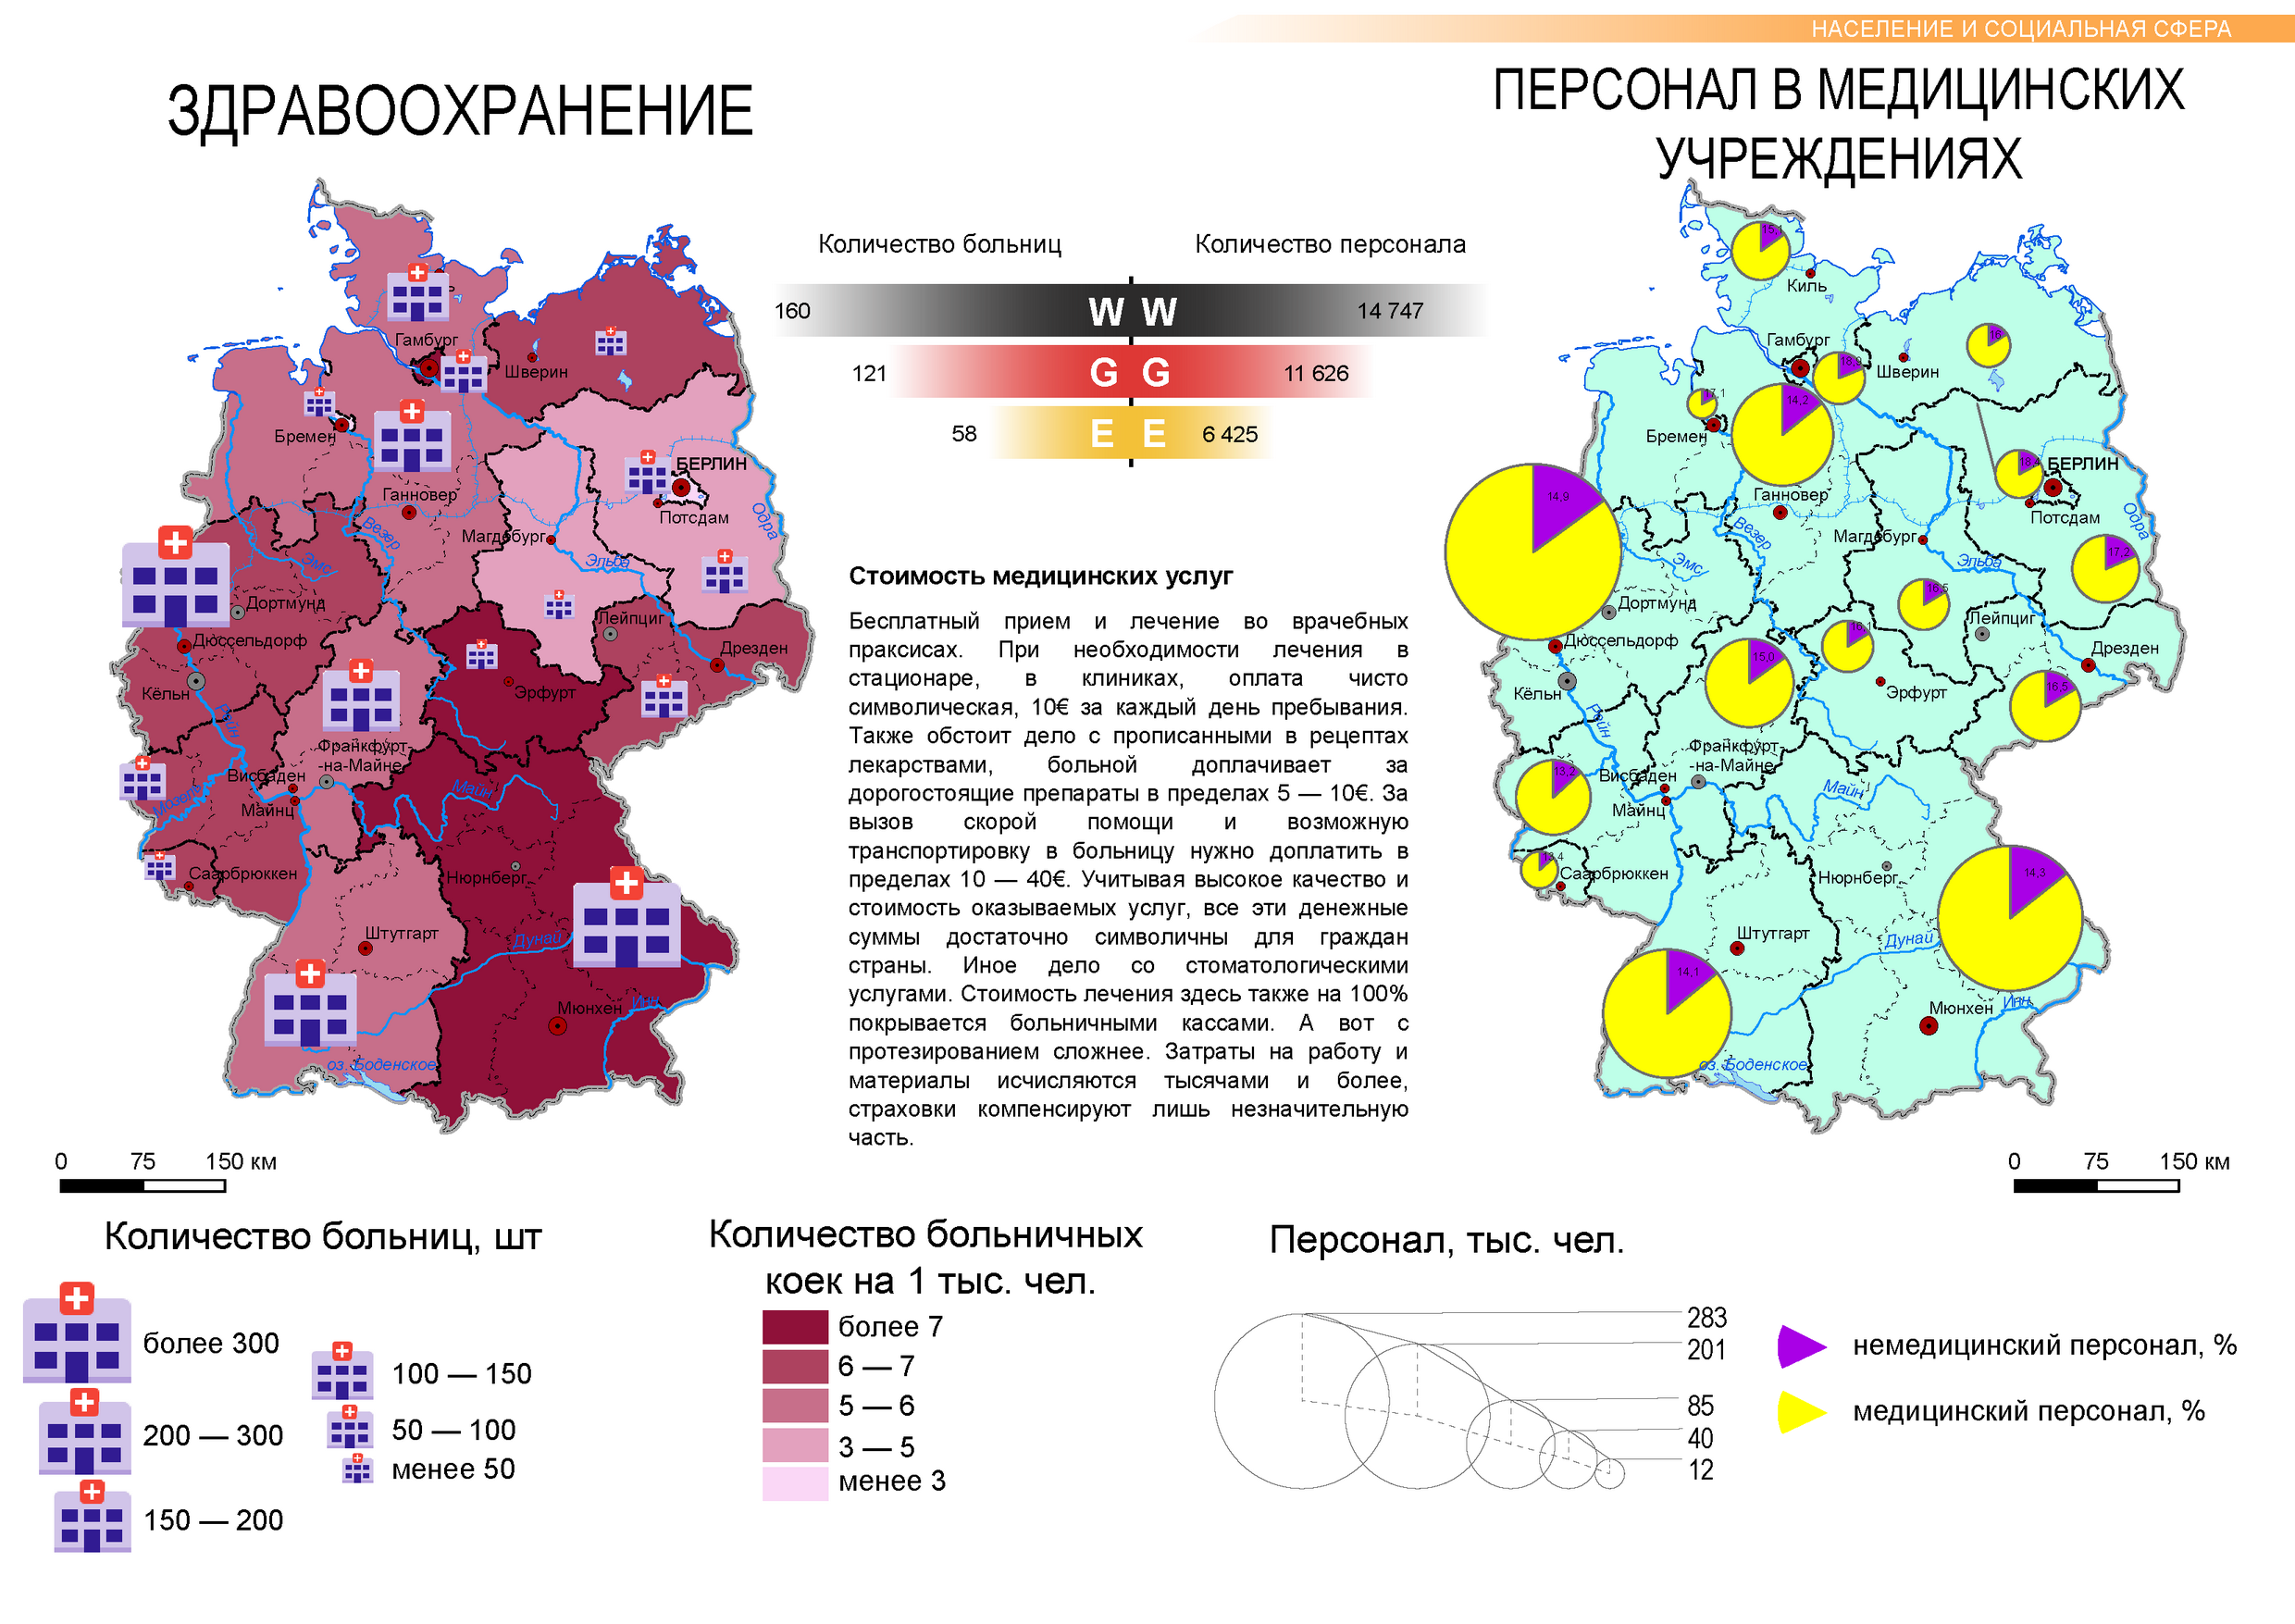 НАСЕЛЕНИЕ И СОЦИАЛЬНАЯ СФЕРА
ЗДРАВООХРАНЕНИЕ
ПЕРСОНАЛ В МЕДИЦИНСКИХ
УЧРЕЖДЕНИЯХ
Количество больниц
Количество персонала
160 W W 14 747
121 G G 11 626
58 E E 6 425
Гамбург
Шверин
Бремен
Ганновер
БЕРЛИН
Потсдам
Одра
Везер
Магдебург
Эльба
Эмс
Дортмунд
Лейпциг
Дюссельдорф
Дрезден
Кёльн
Эрфурт
Рейн
Франкфурт-
-на-Майне
Висбаден
Майн
Мозель
Майнц
Саарбрюккен
Нюрнберг
Штутгарт
Дунай
Мюнхен
Инн
оз. Боденское
Стоимость медицинских услуг
Бесплатный прием и лечение во врачебных
праксисах. При необходимости лечения в
стационаре, в клиниках, оплата чисто
символическая, 10€ за каждый день пребывания.
Также обстоит дело с прописанными в рецептах
лекарствами, больной доплачивает за
дорогостоящие препараты в пределах 5 — 10€. За
вызов скорой помощи и возможную
транспортировку в больницу нужно доплатить в
пределах 10 — 40€. Учитывая высокое качество и
стоимость оказываемых услуг, все эти денежные
суммы достаточно символичны для граждан
страны. Иное дело со стоматологическими
услугами. Стоимость лечения здесь также на 100%
покрывается больничными кассами. А вот с
протезированием сложнее. Затраты на работу и
материалы исчисляются тысячами и более,
страховки компенсируют лишь незначительную
часть.
15,1
Киль
16
Гамбург
18,9
Шверин
17,1
14,2
Бремен
18,4
БЕРЛИН
14,9
Ганновер
Потсдам
Одра
Везер
Магдебург
17,2
Эльба
Эмс
16,5
Дортмунд
Лейпциг
16,1
Дюссельдорф
15,0
Дрезден
Кёльн
Эрфурт
16,5
Рейн
Франкфурт-
-на-Майне
13,2
Висбаден
Майн
Майнц
13,4
Саарбрюккен
Нюрнберг
14,3
Штутгарт
Дунай
14,1
Мюнхен
Инн
оз. Боденское
0 75 150 км
0 75 150 км
Количество больниц, шт
более 300
200 — 300
150 — 200
100 — 150
50 — 100
менее 50
Количество больничных
коек на 1 тыс. чел.
более 7
6 — 7
5 — 6
3 — 5
менее 3
Персонал, тыс. чел.
283
201
85
40
12
немедицинский персонал, %
медицинский персонал, %